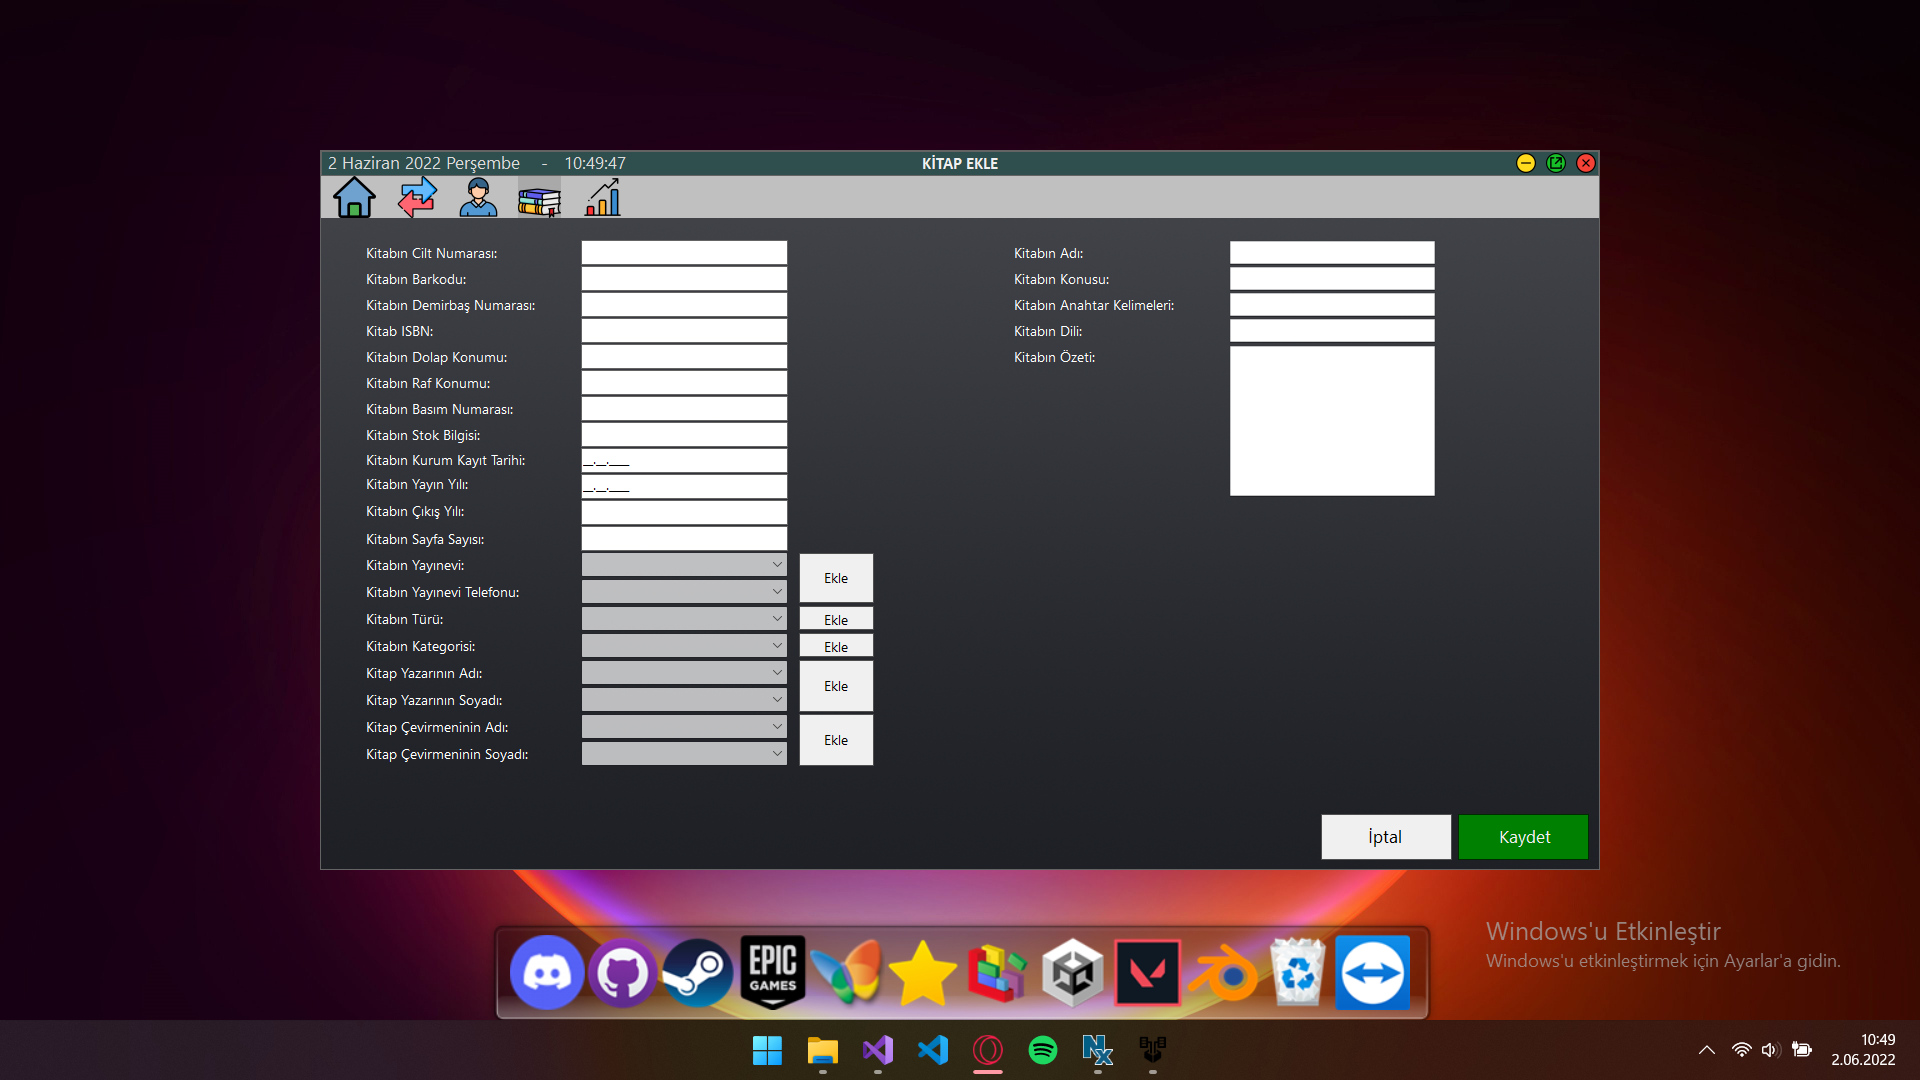 2 Haziran 2022 Perşembe - 10:49:47
KİTAP EKLE
Kitabın Cilt Numarası:
Kitabın Barkodu:
Kitabın Demirbaş Numarası:
Kitab ISBN:
Kitabın Dolap Konumu:
Kitabın Raf Konumu:
Kitabın Basım Numarası:
Kitabın Stok Bilgisi:
Kitabın Kurum Kayıt Tarihi: __.__.____
Kitabın Yayın Yılı: __.__.____
Kitabın Çıkış Yılı:
Kitabın Sayfa Sayısı:
Kitabın Yayınevi:
Ekle
Kitabın Yayınevi Telefonu:
Kitabın Türü: Ekle
Kitabın Kategorisi: Ekle
Kitap Yazarının Adı:
Ekle
Kitap Yazarının Soyadı:
Kitap Çevirmeninin Adı:
Ekle
Kitap Çevirmeninin Soyadı:
Kitabın Adı:
Kitabın Konusu:
Kitabın Anahtar Kelimeleri:
Kitabın Dili:
Kitabın Özeti:
İptal
Kaydet
Windows'u Etkinleştir
Windows'u etkinleştirmek için Ayarlar'a gidin.
EPIC
GAMES
10:49
2.06.2022